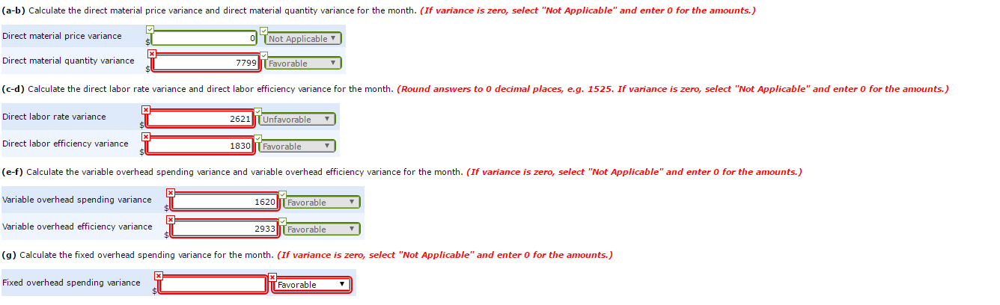 (a-b) Calculate the direct material price variance and direct material quantity variance for the month. (If variance is zero, select "Not Applicable" and enter 0 for the amounts.)
Direct material price variance $ 0 Not Applicable
Direct material quantity variance $ 7799 Favorable
(c-d) Calculate the direct labor rate variance and direct labor efficiency variance for the month. (Round answers to 0 decimal places, e.g. 1525. If variance is zero, select "Not Applicable" and enter 0 for the amounts.)
Direct labor rate variance $ 2621 Unfavorable
Direct labor efficiency variance $ 1830 Favorable
(e-f) Calculate the variable overhead spending variance and variable overhead efficiency variance for the month. (If variance is zero, select "Not Applicable" and enter 0 for the amounts.)
Variable overhead spending variance $ 1620 Favorable
Variable overhead efficiency variance $ 2933 Favorable
(g) Calculate the fixed overhead spending variance for the month. (If variance is zero, select "Not Applicable" and enter 0 for the amounts.)
Fixed overhead spending variance $ Favorable